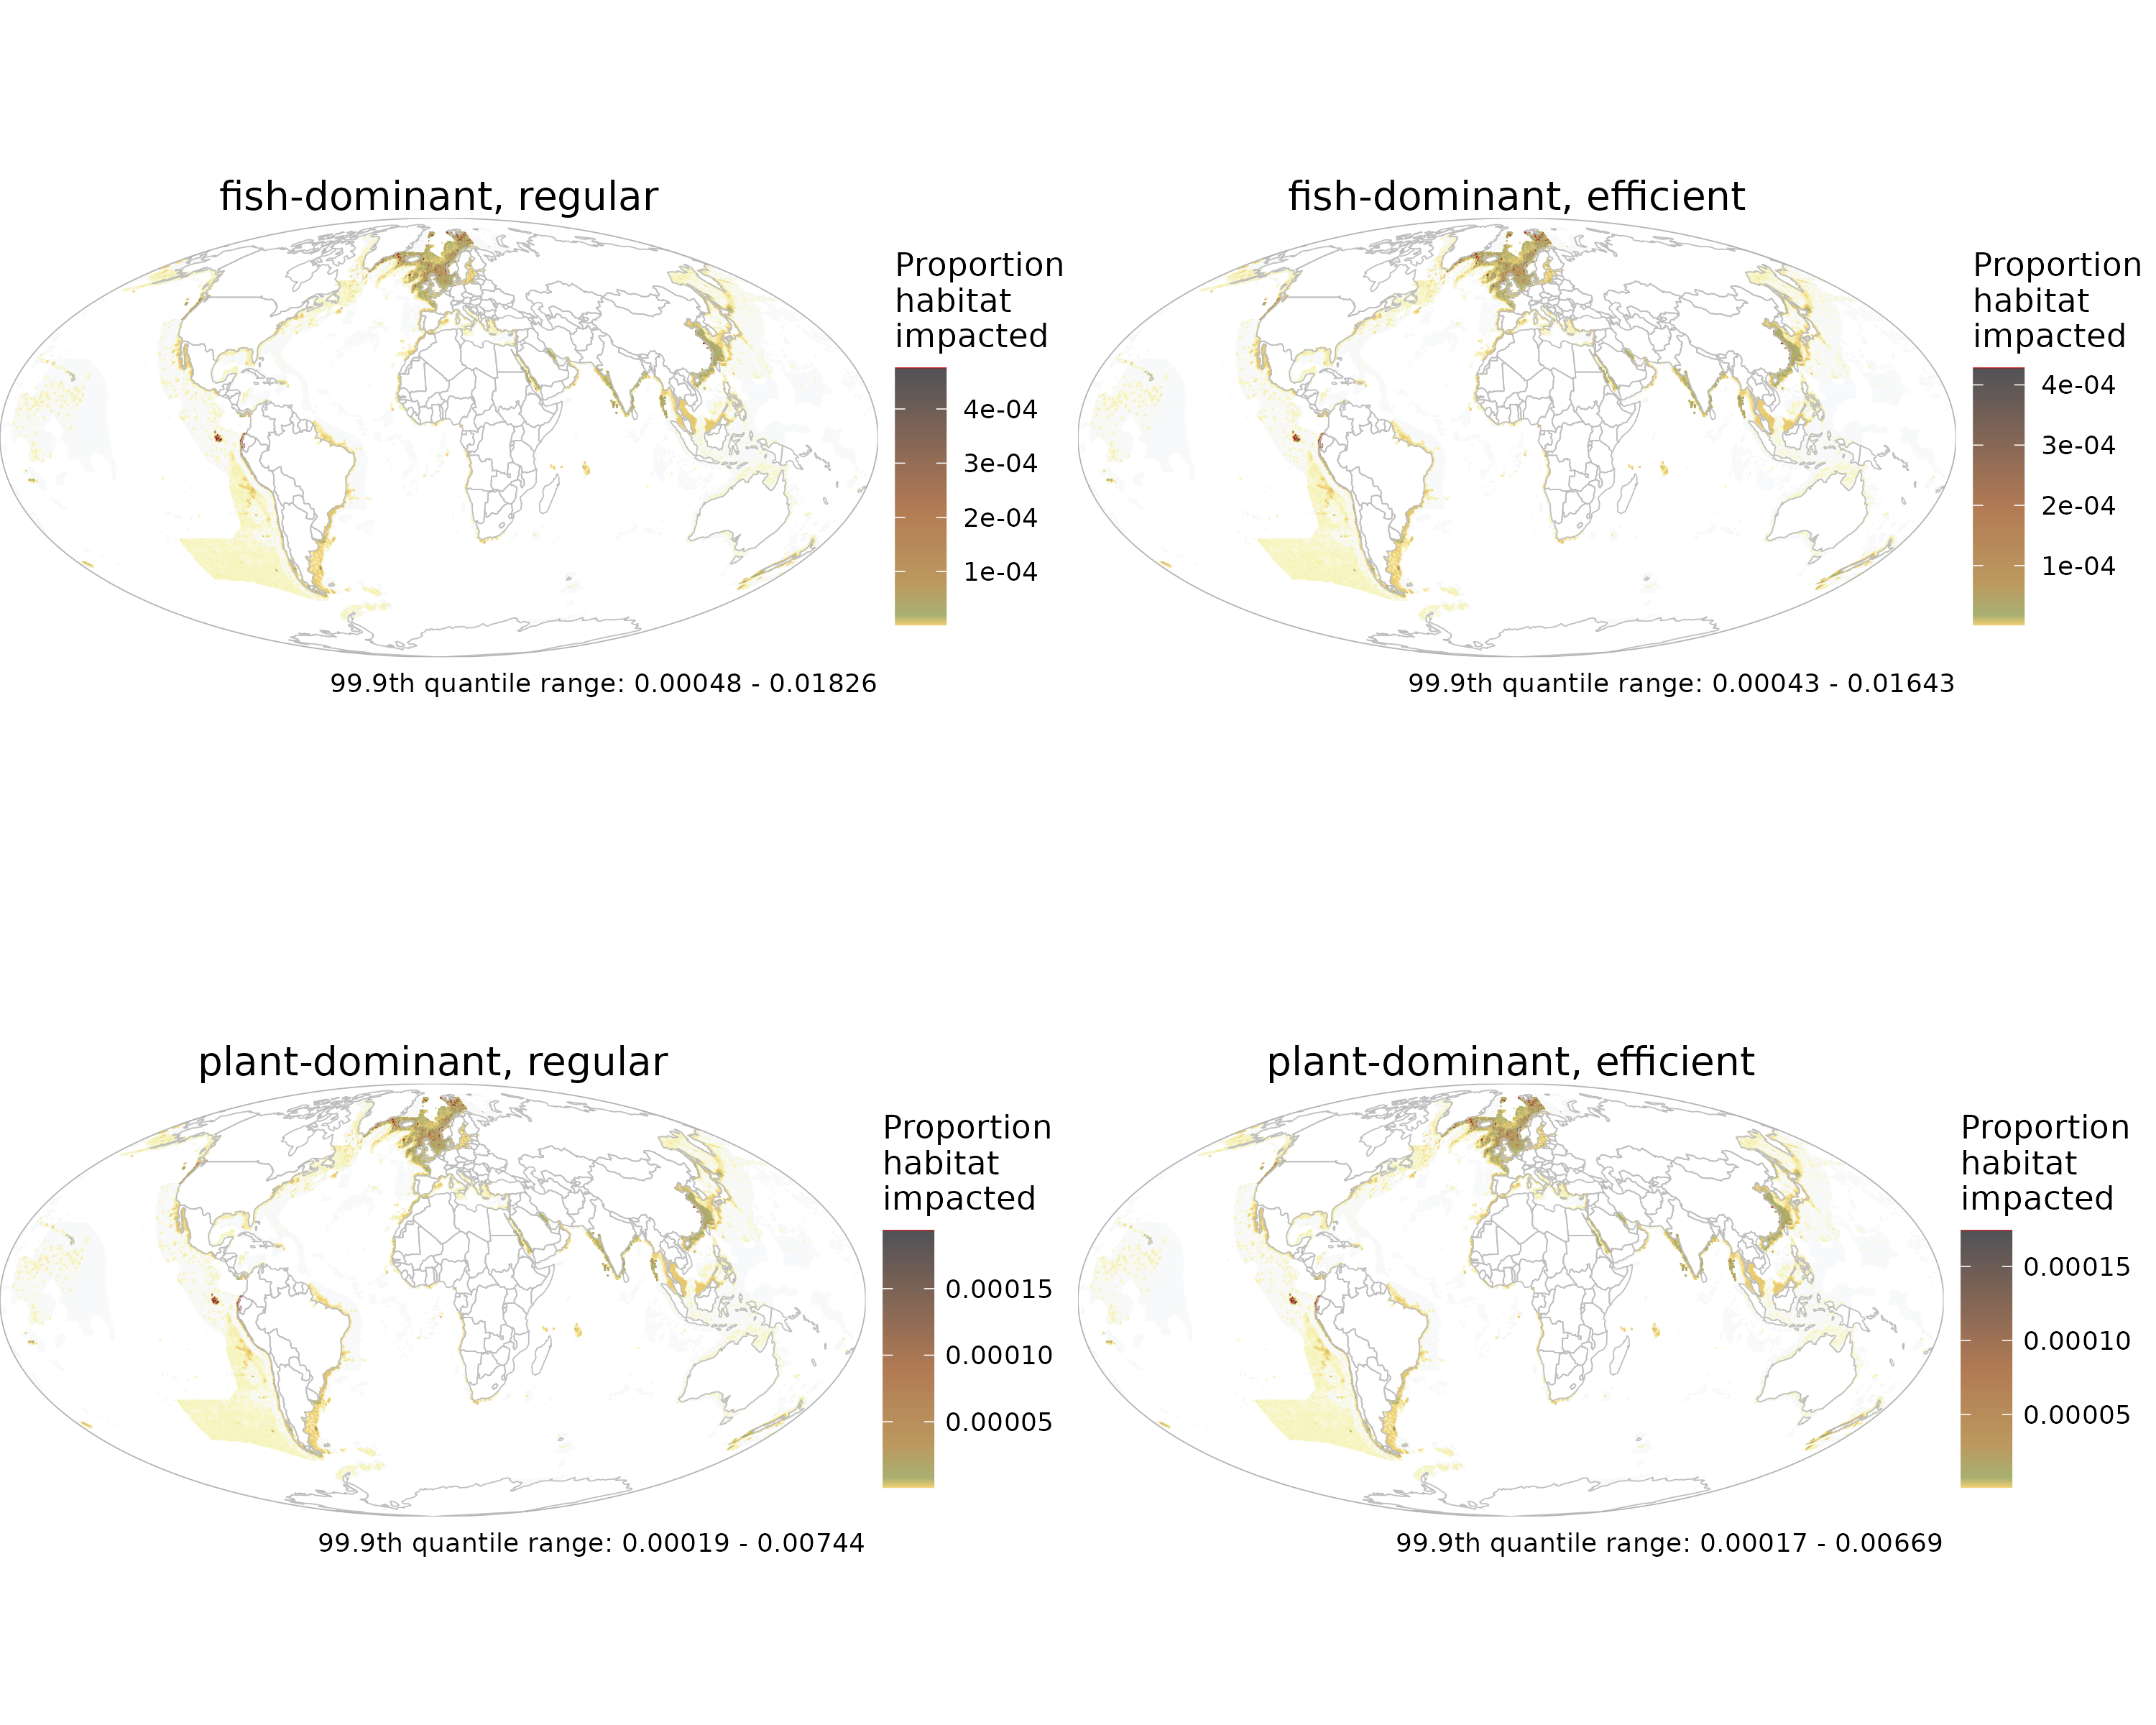 fish-dominant, regular
Proportion
habitat
impacted
4e-04
3e-04
2e-04
1e-04
99.9th quantile range: 0.00048 - 0.01826
fish-dominant, efficient
Proportion
habitat
impacted
4e-04
3e-04
2e-04
1e-04
99.9th quantile range: 0.00043 - 0.01643
plant-dominant, regular
Proportion
habitat
impacted
0.00015
0.00010
0.00005
99.9th quantile range: 0.00019 - 0.00744
plant-dominant, efficient
Proportion
habitat
impacted
0.00015
0.00010
0.00005
99.9th quantile range: 0.00017 - 0.00669